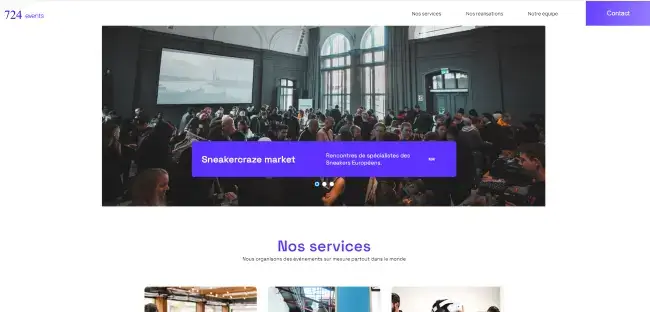 724 events
Nos services
Nos réalisations
Notre équipe
Contact
Sneakercraze market
Rencontres de spécialistes des
Sneakers Européens.
Nos services
Nous organisons des événements sur mesure partout dans le monde